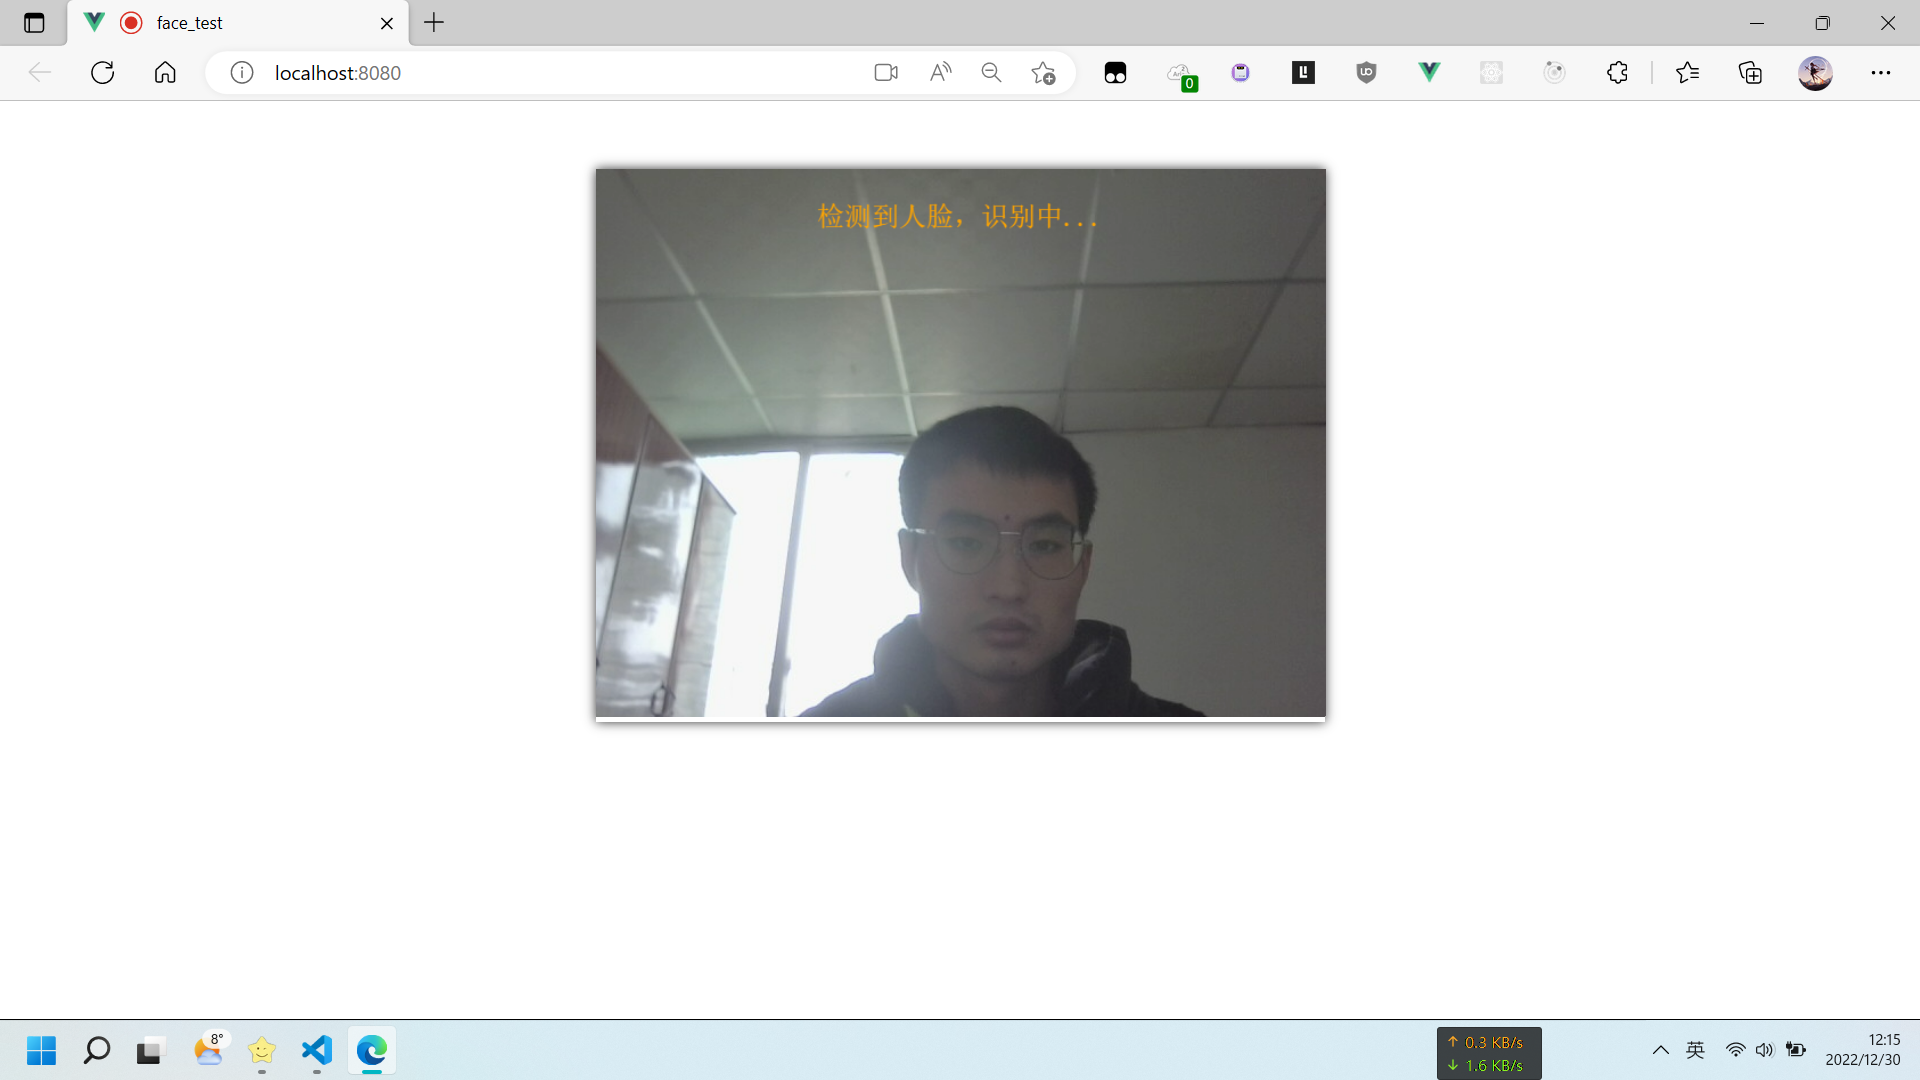 face_test
localhost:8080
0
检测到人脸，识别中...
8°
↑ 0.3 KB/s
↓ 1.6 KB/s
英
12:15
2022/12/30